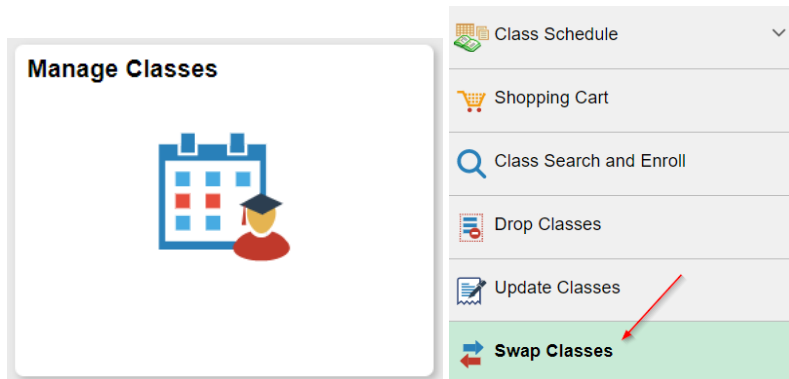 Manage Classes
Class Schedule
Shopping Cart
Class Search and Enroll
Drop Classes
Update Classes
Swap Classes